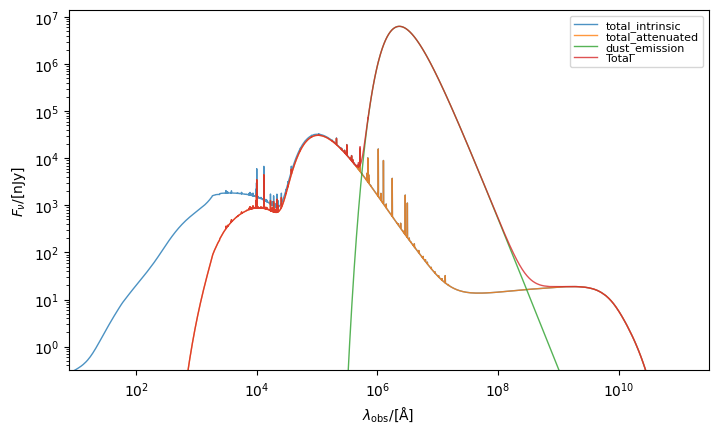 total_intrinsic
total_attenuated
dust_emission
Total
10^7
10^6
10^5
10^4
10^3
10^2
10^1
10^0
F_ν/[nJy]
10^2 10^4 10^6 10^8 10^10
λ_obs/[Å]